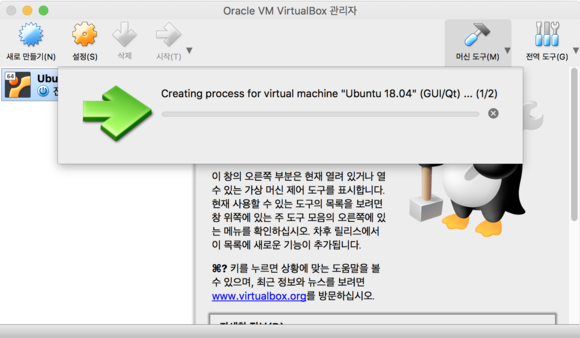 Oracle VM VirtualBox 관리자
새로 만들기(N)
설정(S)
삭제
시작(T)
머신 도구(M)
전역 도구(G)
64
Ubu
Creating process for virtual machine "Ubuntu 18.04" (GUI/Qt) ... (1/2)
이 창의 오른쪽 부분은 현재 열려 있거나 열
수 있는 가상 머신 제어 도구를 표시합니다.
현재 사용할 수 있는 도구의 목록을 보려면
창 위쪽에 있는 주 도구 모음의 오른쪽에 있
는 메뉴를 확인하십시오. 차후 릴리스에서
이 목록에 새로운 기능이 추가됩니다.
⌘? 키를 누르면 상황에 맞는 도움말을 볼
수 있으며, 최근 정보와 뉴스를 보려면
www.virtualbox.org를 방문하십시오.